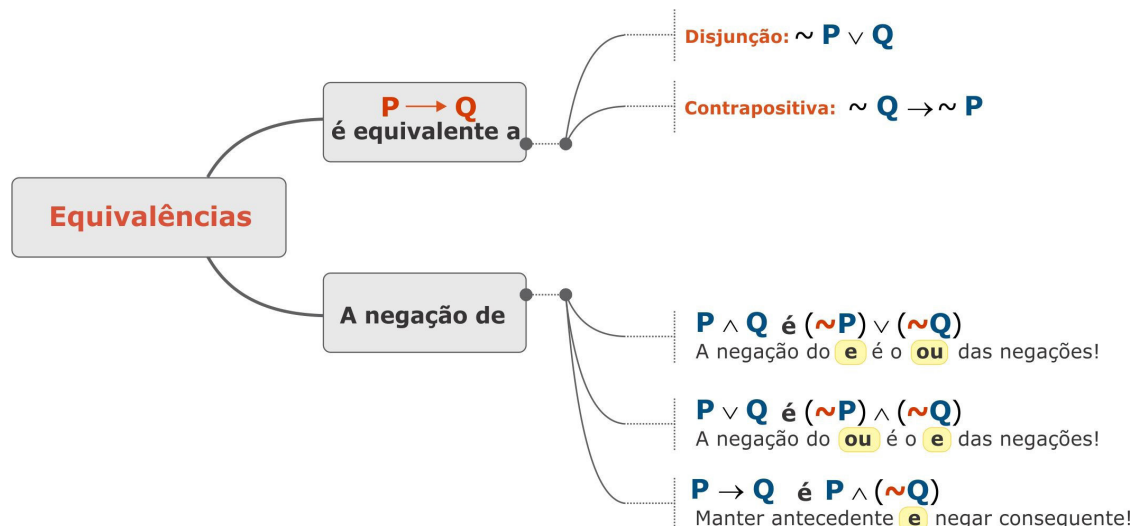 Equivalências
P → Q
é equivalente a
Disjunção: ~ P ∨ Q
Contrapositiva: ~ Q → ~ P
A negação de
P ∧ Q é (~P) ∨ (~Q)
A negação do e é o ou das negações!
P ∨ Q é (~P) ∧ (~Q)
A negação do ou é o e das negações!
P → Q é P ∧ (~Q)
Manter antecedente e negar consequente!